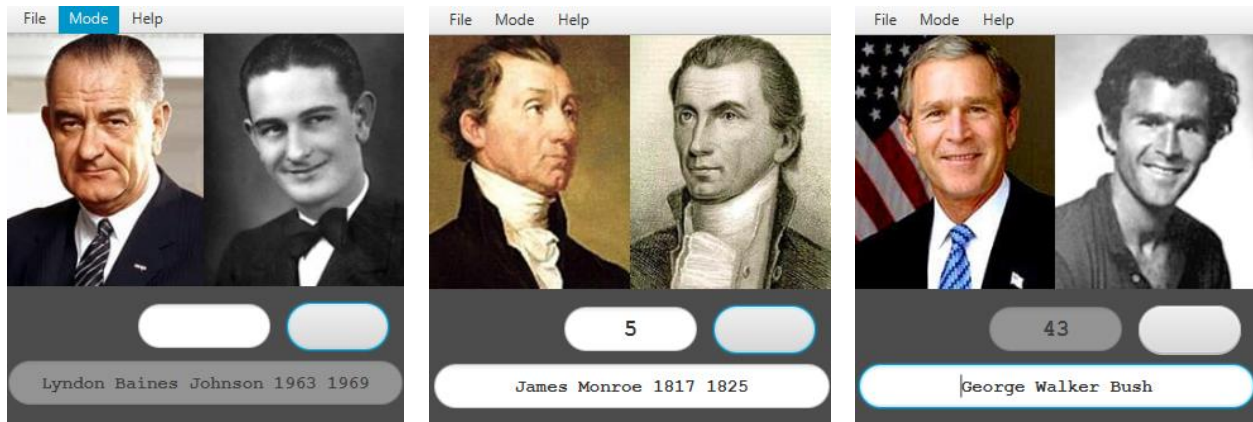 File Mode Help
Lyndon Baines Johnson 1963 1969
File Mode Help
5
James Monroe 1817 1825
File Mode Help
43
George Walker Bush